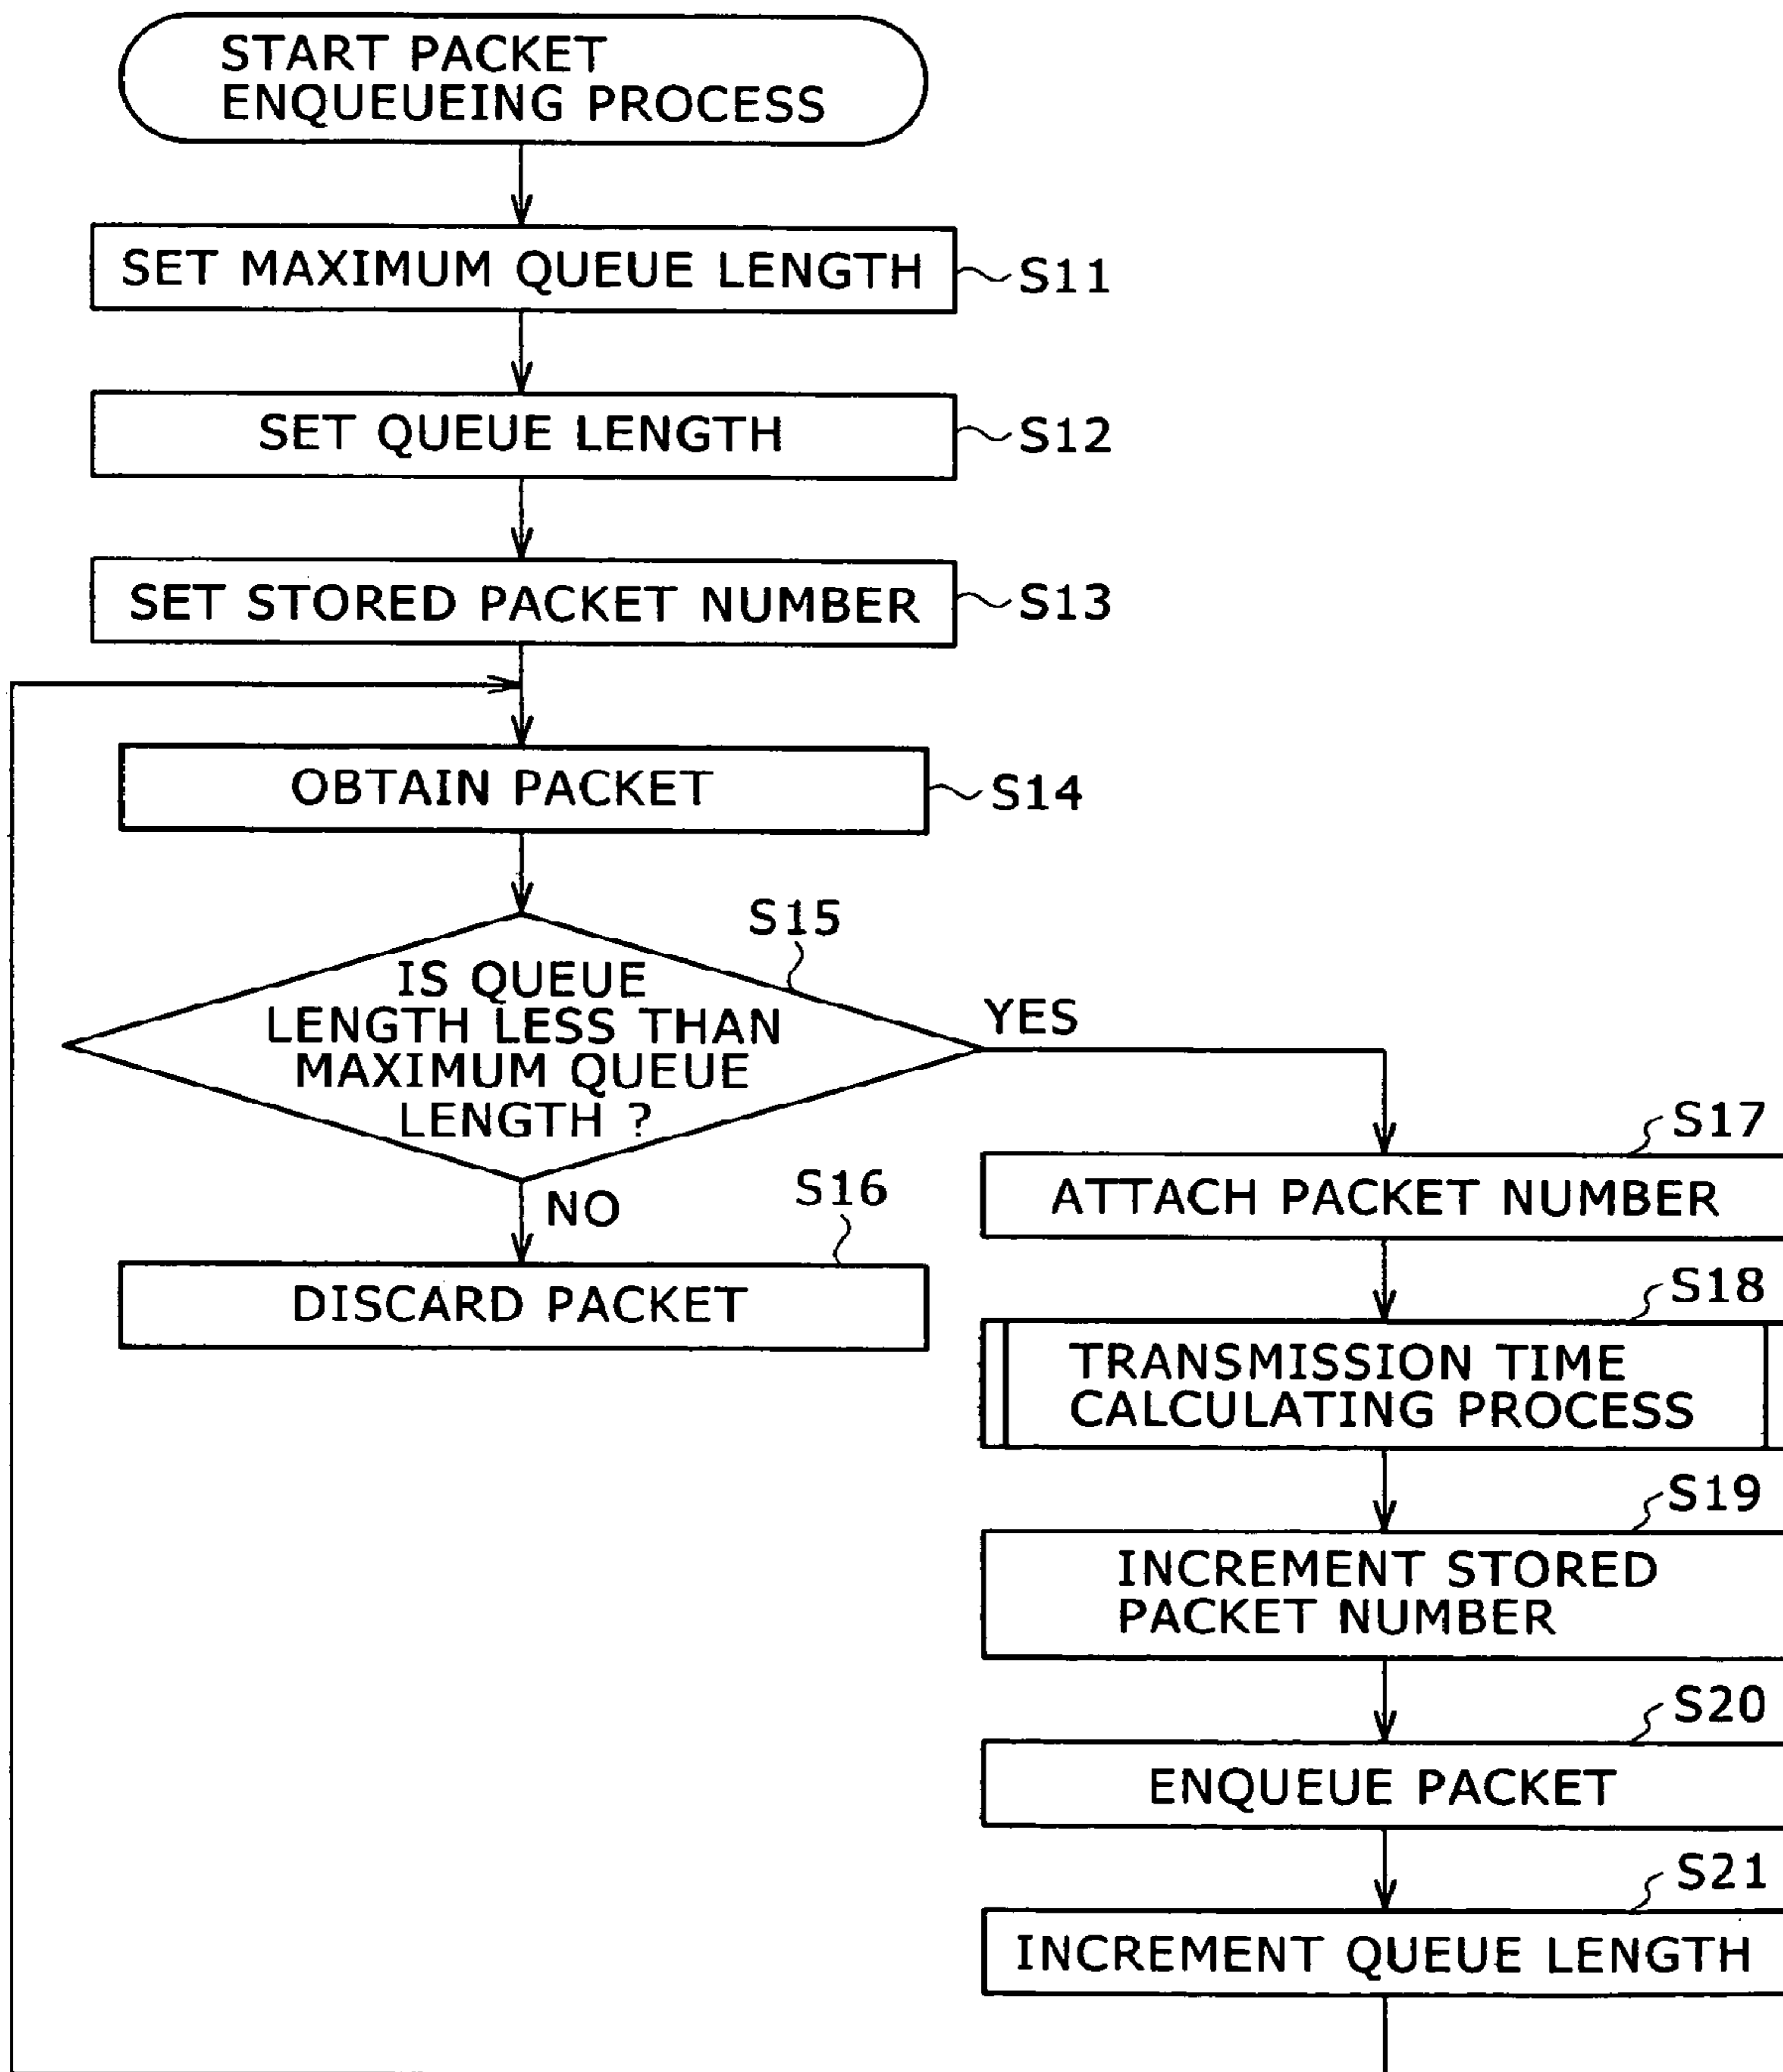 START PACKET
ENQUEUEING PROCESS
SET MAXIMUM QUEUE LENGTH
S11
SET QUEUE LENGTH
S12
SET STORED PACKET NUMBER
S13
OBTAIN PACKET
S14
S15
IS QUEUE
LENGTH LESS THAN
MAXIMUM QUEUE
LENGTH ?
YES
NO
S16
DISCARD PACKET
S17
ATTACH PACKET NUMBER
S18
TRANSMISSION TIME
CALCULATING PROCESS
S19
INCREMENT STORED
PACKET NUMBER
S20
ENQUEUE PACKET
S21
INCREMENT QUEUE LENGTH